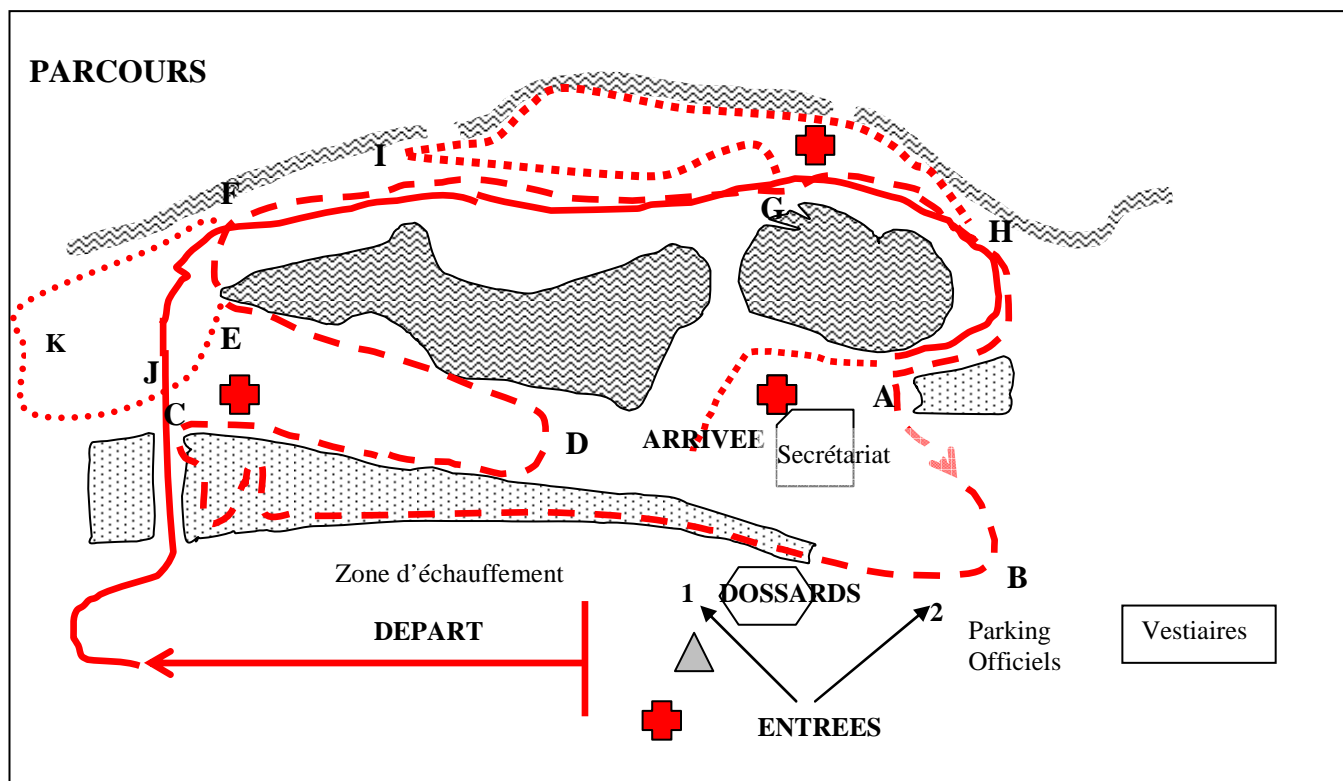 PARCOURS
I
F
G
H
K
E
J
A
C
D
ARRIVEE
Secrétariat
B
Zone d'échauffement
1
DOSSARDS
2
DEPART
Parking
Officiels
Vestiaires
ENTREES